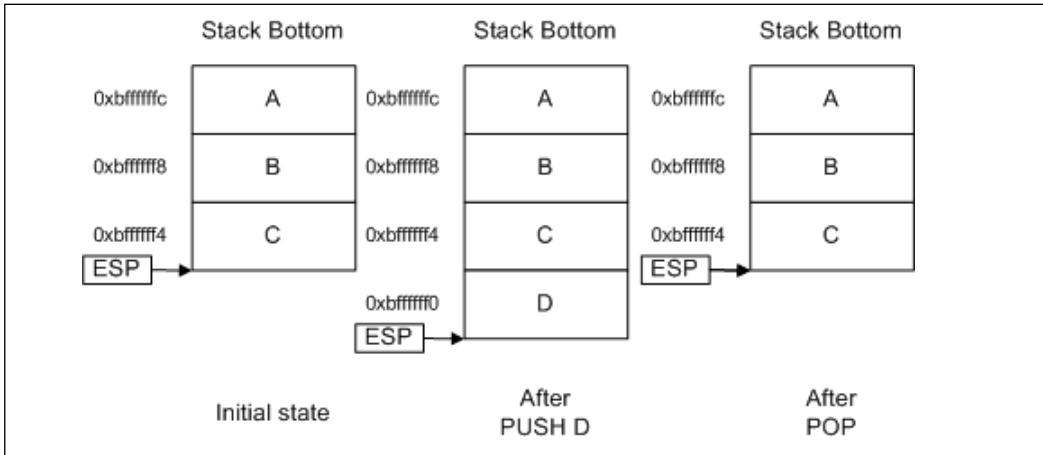 Stack Bottom
Stack Bottom
Stack Bottom
0xbffffffc
A
0xbffffffc
A
0xbffffffc
A
0xbffffff8
B
0xbffffff8
B
0xbffffff8
B
0xbffffff4
C
0xbffffff4
C
0xbffffff4
C
ESP
ESP
0xbffffff0
D
ESP
Initial state
After
PUSH D
After
POP